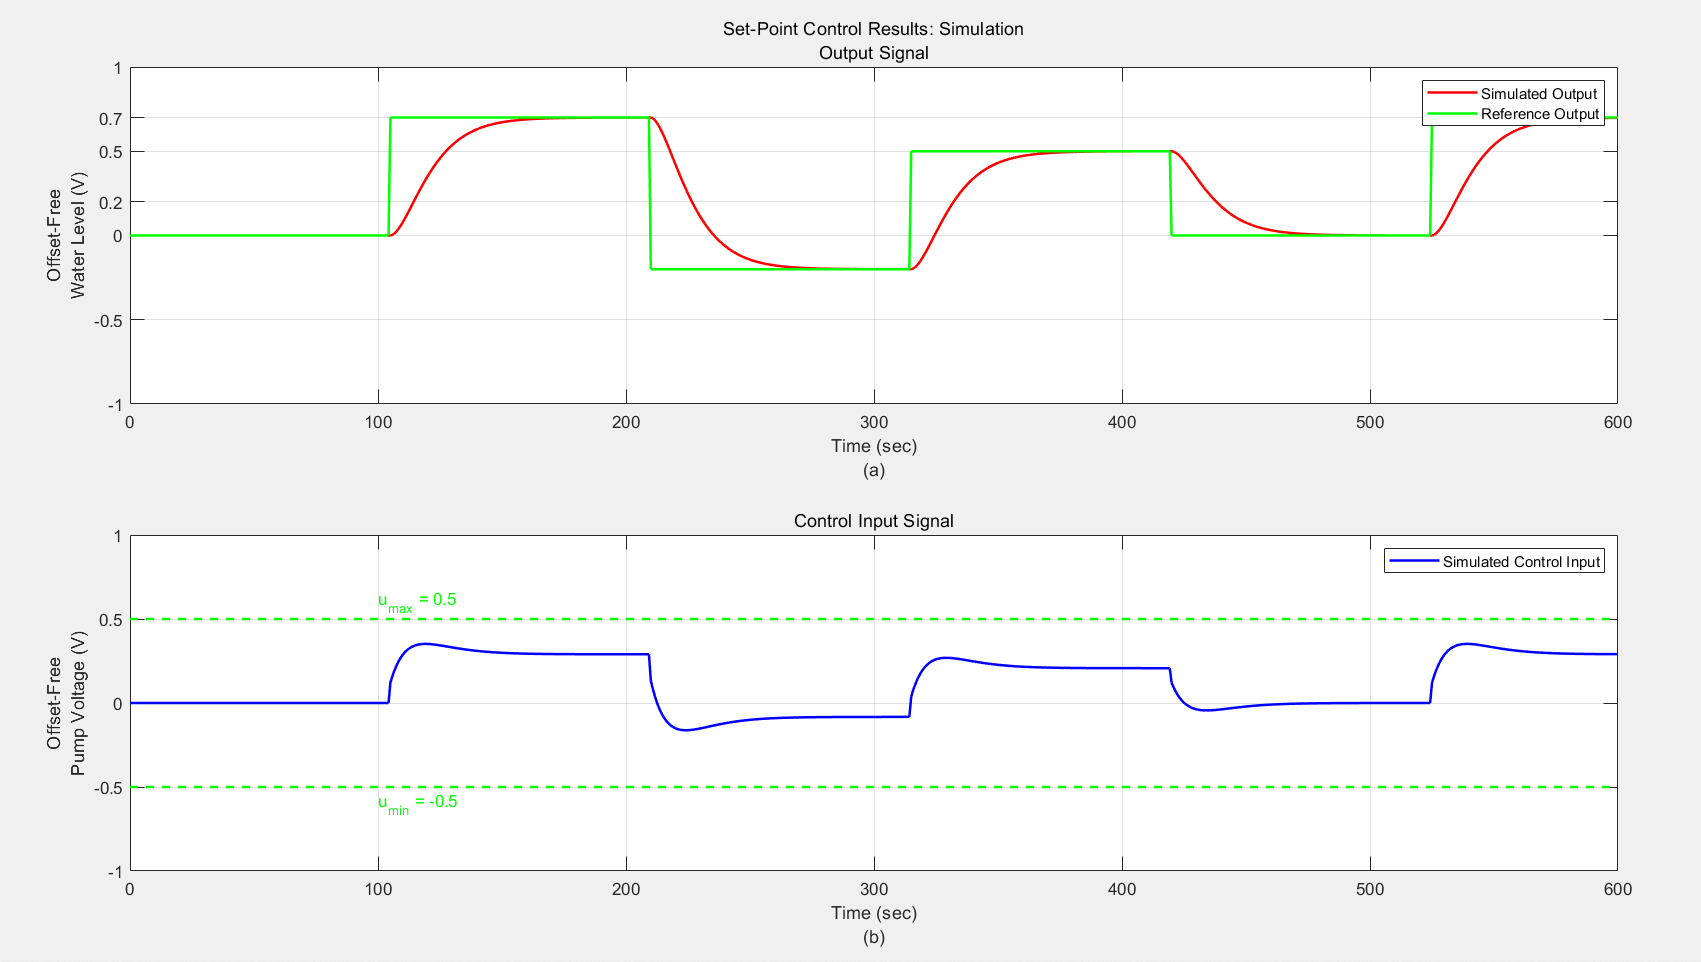 Set-Point Control Results: Simulation
Output Signal
1
0.7
0.5
0.2
0
-0.5
-1
Offset-Free
Water Level (V)
Simulated Output
Reference Output
0 100 200 300 400 500 600
Time (sec)
(a)
Control Input Signal
1
0.5
0
-0.5
-1
Offset-Free
Pump Voltage (V)
Simulated Control Input
umax = 0.5
umin = -0.5
0 100 200 300 400 500 600
Time (sec)
(b)